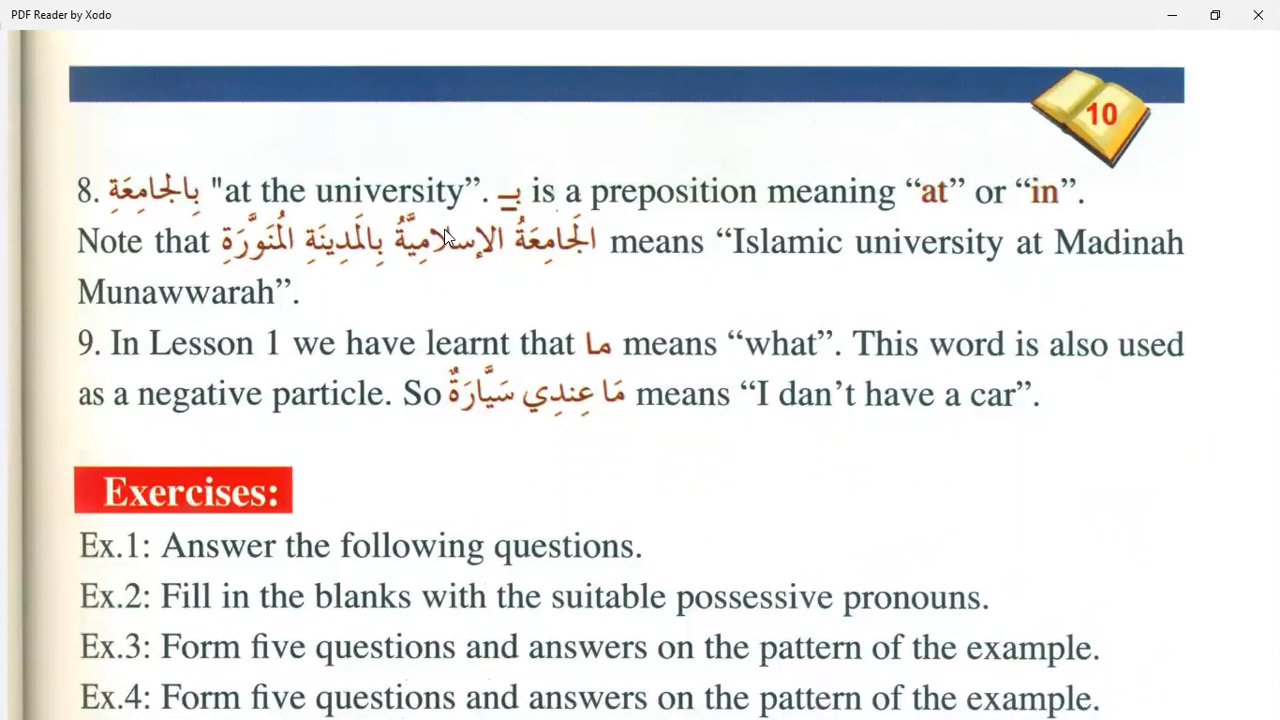 PDF Reader by Xodo
10
8. بِالجامِعَةِ "at the university”. بِـ is a preposition meaning “at” or “in”.
Note that الجَامِعَةُ الإسلامِيَّةُ بِالمَدِينَةِ المُنَوَّرَةِ means “Islamic university at Madinah
Munawwarah”.
9. In Lesson 1 we have learnt that ما means “what”. This word is also used
as a negative particle. So مَا عِندِي سَيَّارَةٌ means “I dan’t have a car”.
Exercises:
Ex.1: Answer the following questions.
Ex.2: Fill in the blanks with the suitable possessive pronouns.
Ex.3: Form five questions and answers on the pattern of the example.
Ex.4: Form five questions and answers on the pattern of the example.